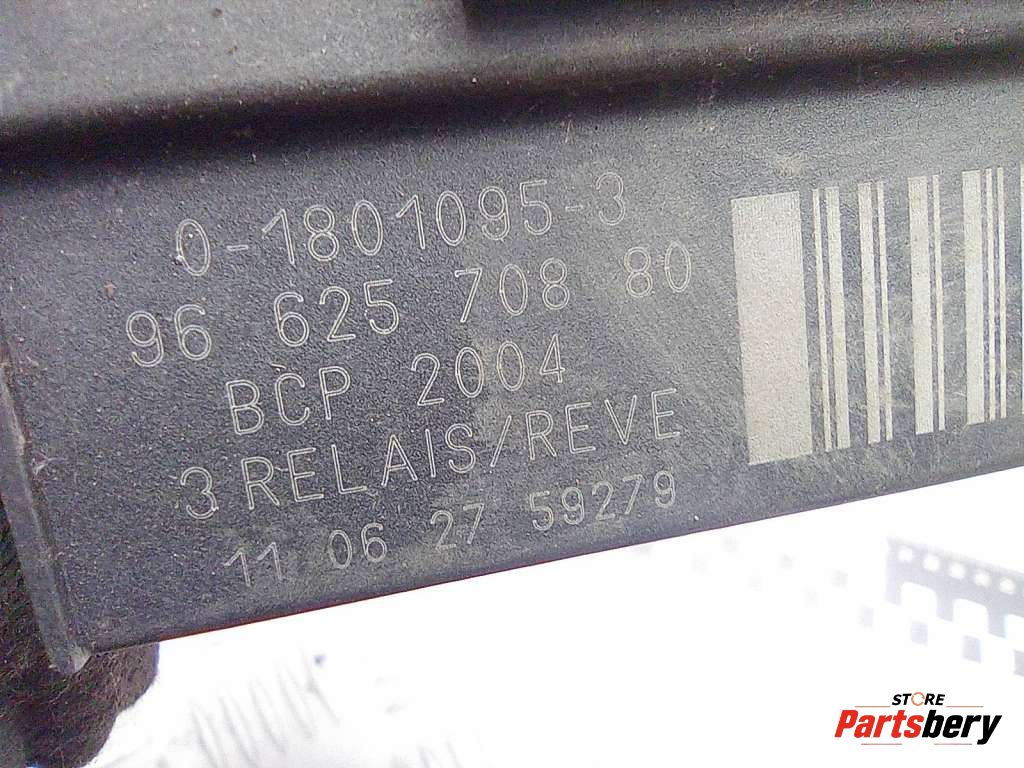 0-1801095-3
96 625 708 80
BCP 2004
3 RELAIS/REVE
11 06 27 59279
STORE
Partsbery